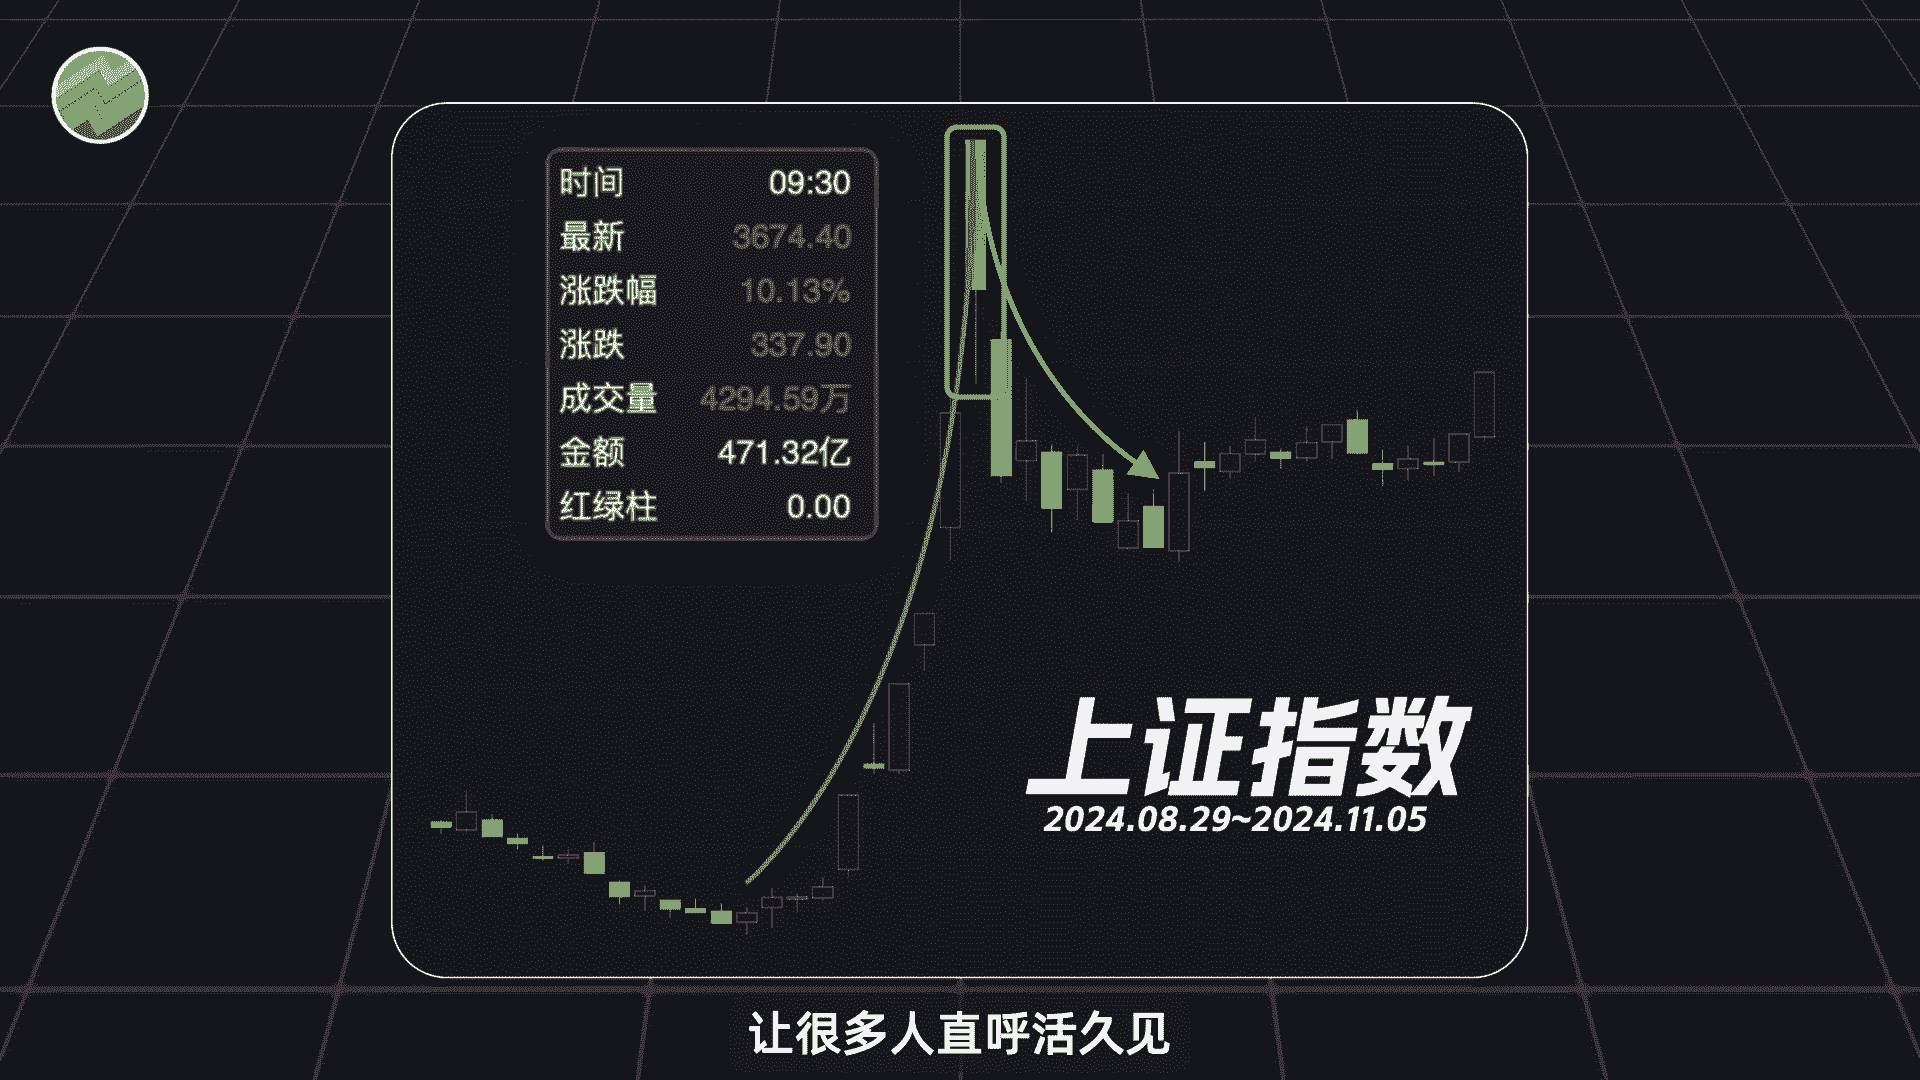 时间 09:30
最新 3674.40
涨跌幅 10.13%
涨跌 337.90
成交量 4294.59万
金额 471.32亿
红绿柱 0.00
上证指数
2024.08.29~2024.11.05
让很多人直呼活久见